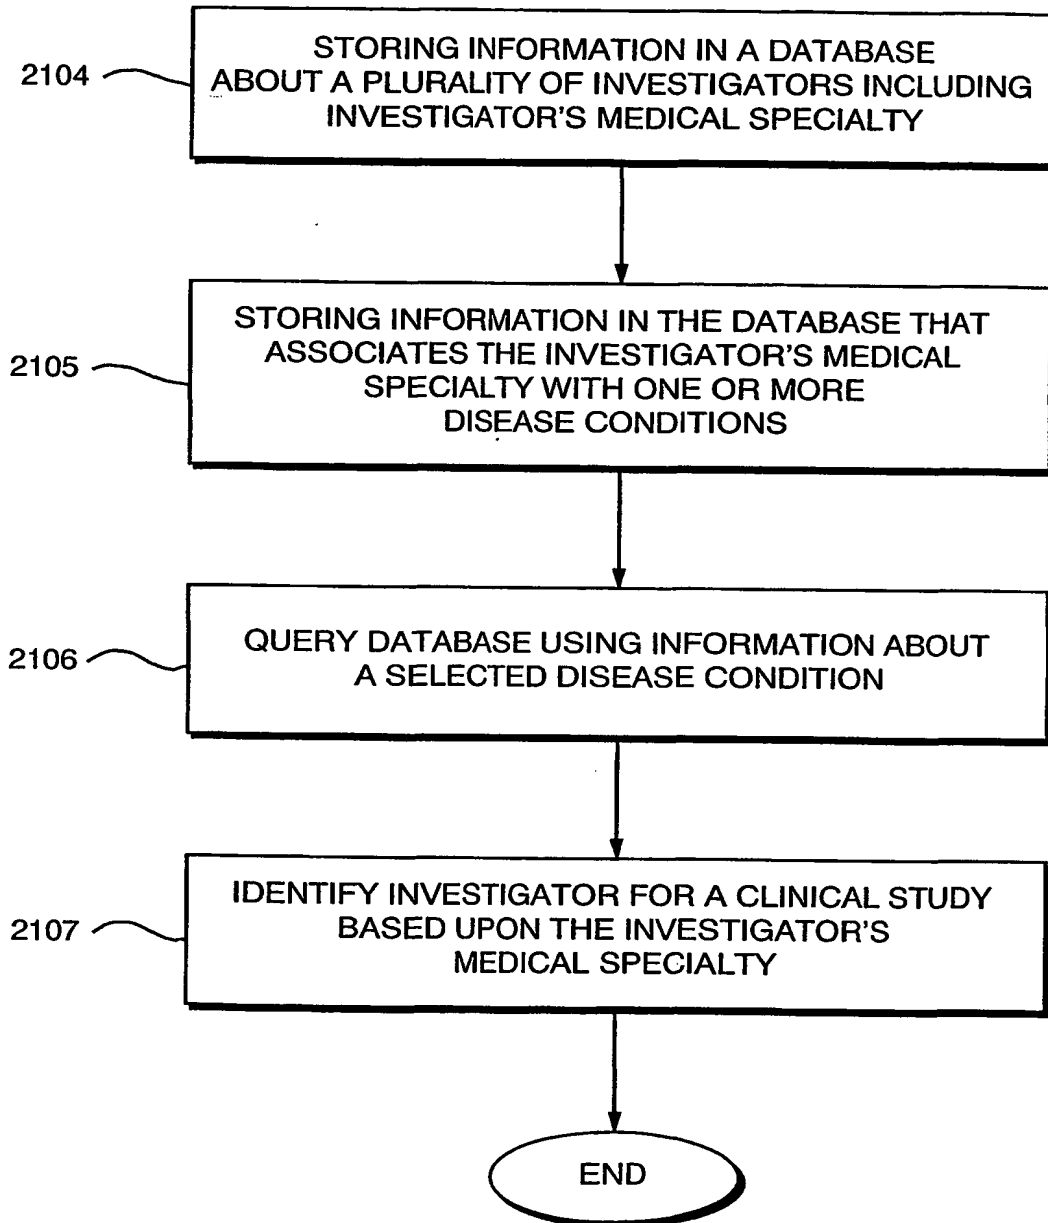 2104
STORING INFORMATION IN A DATABASE
ABOUT A PLURALITY OF INVESTIGATORS INCLUDING
INVESTIGATOR'S MEDICAL SPECIALTY
2105
STORING INFORMATION IN THE DATABASE THAT
ASSOCIATES THE INVESTIGATOR'S MEDICAL
SPECIALTY WITH ONE OR MORE
DISEASE CONDITIONS
2106
QUERY DATABASE USING INFORMATION ABOUT
A SELECTED DISEASE CONDITION
2107
IDENTIFY INVESTIGATOR FOR A CLINICAL STUDY
BASED UPON THE INVESTIGATOR'S
MEDICAL SPECIALTY
END